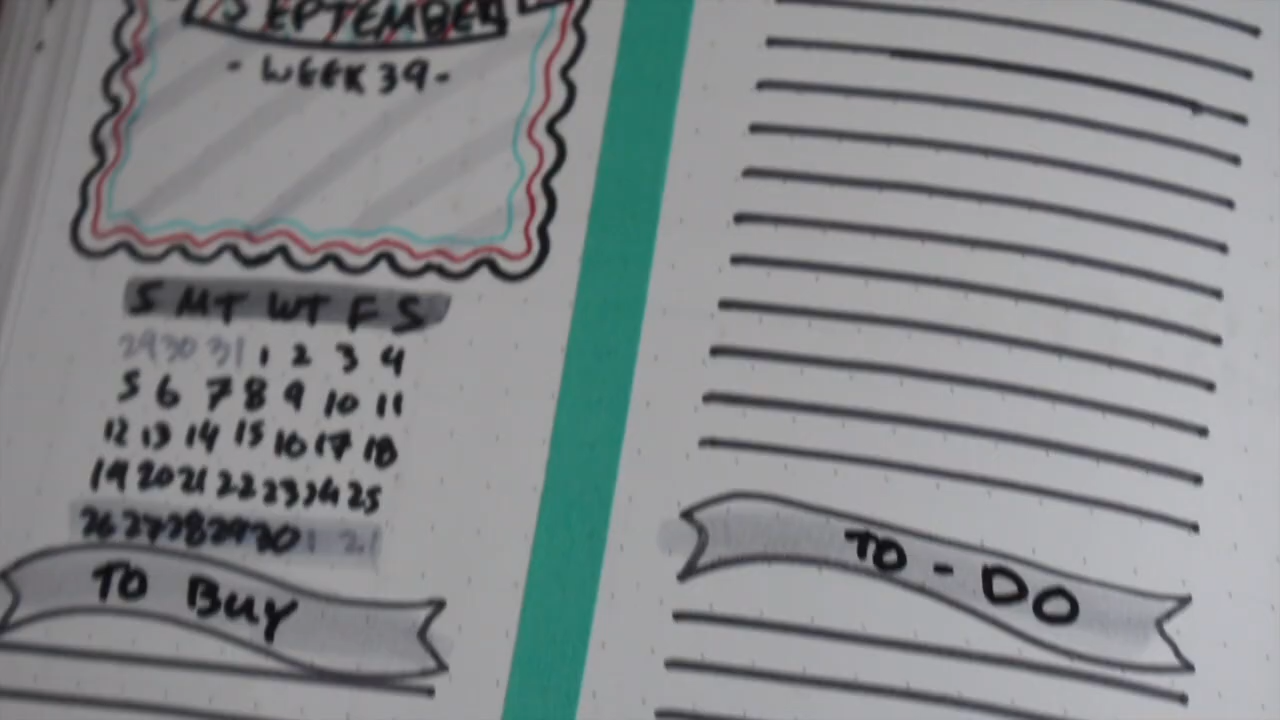 SEPTEMBER
- WEEK 39 -
S M T W T F S
29 30 31 1 2 3 4
5 6 7 8 9 10 11
12 13 14 15 16 17 18
19 20 21 22 23 24 25
26 27 28 29 30 1 2
TO BUY
TO - DO